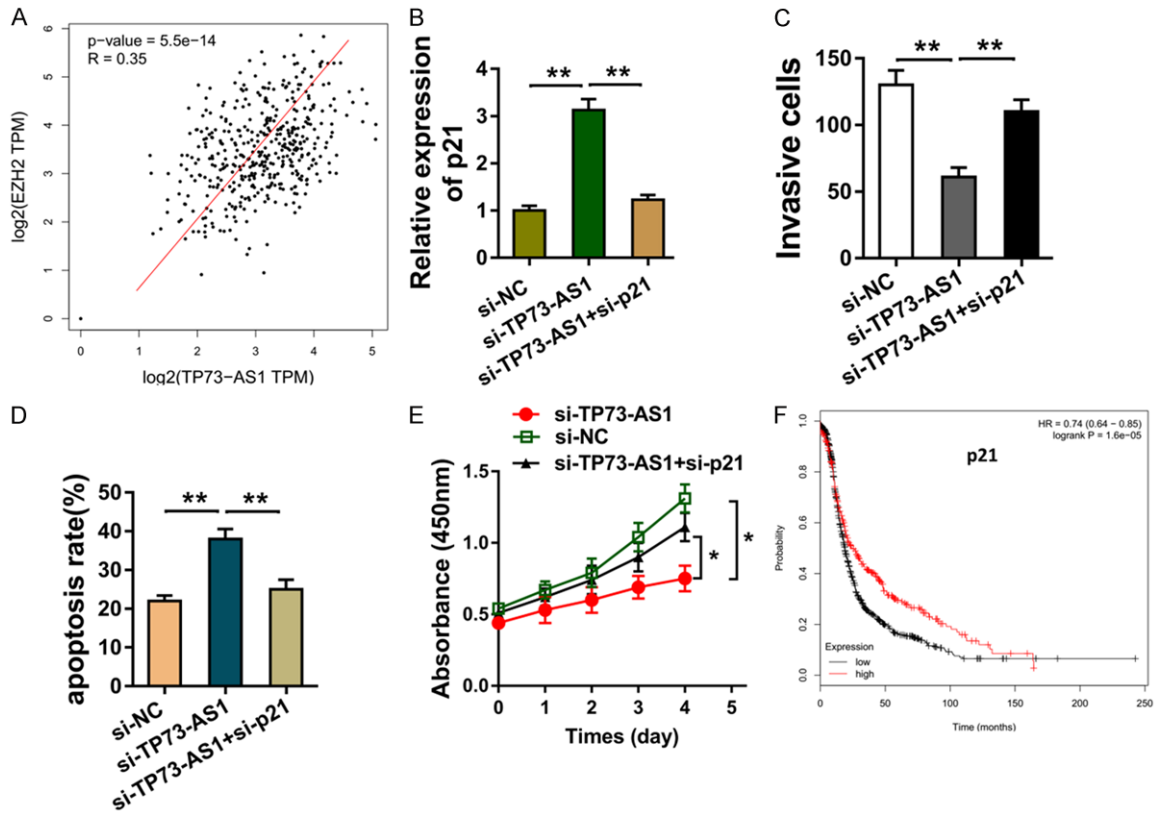 A
p−value = 5.5e−14
R = 0.35
log2(EZH2 TPM)
6
5
4
3
2
1
0
0 1 2 3 4 5
log2(TP73−AS1 TPM)
B
Relative expression
of p21
4
3
2
1
0
** **
si-NC
si-TP73-AS1
si-TP73-AS1+si-p21
C
Invasive cells
150
100
50
0
** **
si-NC
si-TP73-AS1
si-TP73-AS1+si-p21
D
apoptosis rate(%)
50
40
30
20
10
0
** **
si-NC
si-TP73-AS1
si-TP73-AS1+si-p21
E
si-TP73-AS1
si-NC
si-TP73-AS1+si-p21
Absorbance (450nm)
1.5
1.0
0.5
0.0
*
*
0 1 2 3 4 5
Times (day)
F
HR = 0.74 (0.64 − 0.85)
logrank P = 1.6e−05
p21
Probability
1.0
0.8
0.6
0.4
0.2
0.0
Expression
low
high
0 50 100 150 200 250
Time (months)